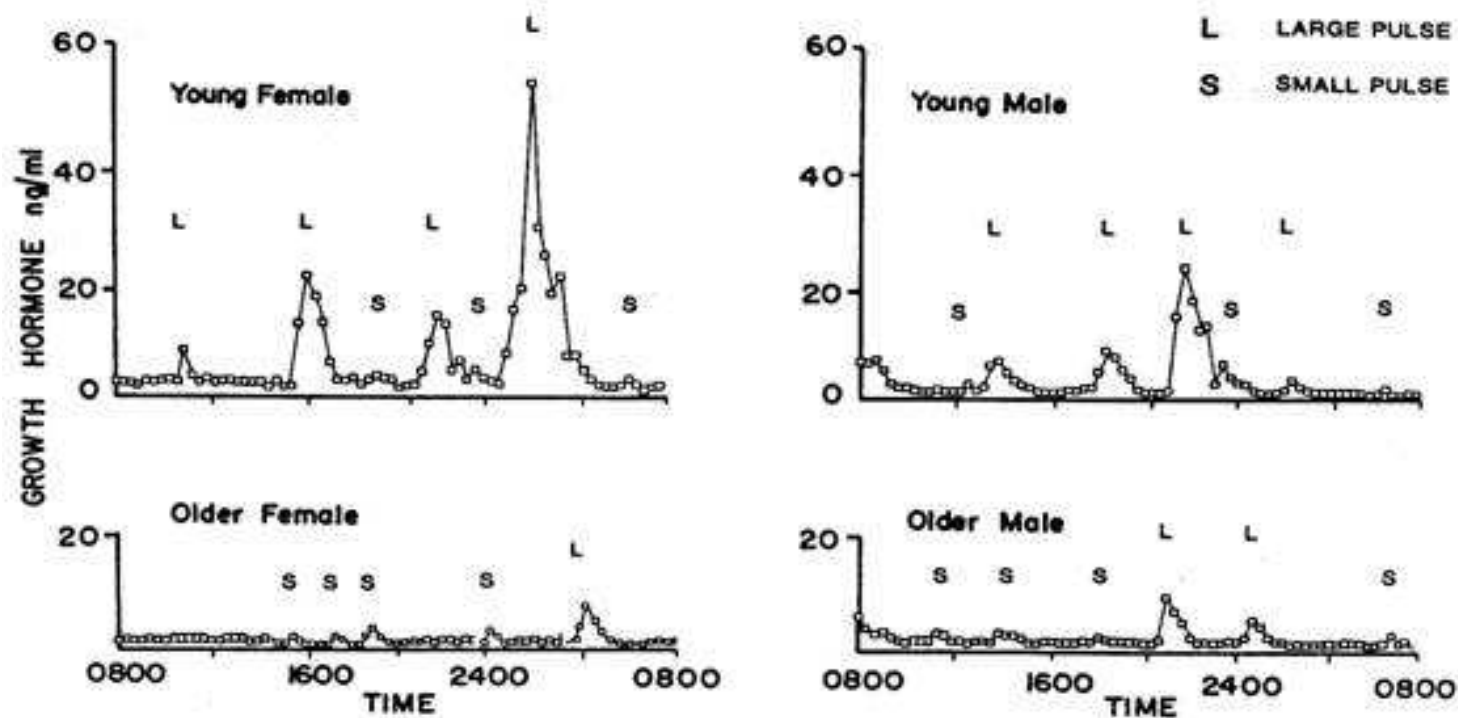 L
60
Young Female
40
L L L
20
S S S
0
GROWTH HORMONE ng/ml
L LARGE PULSE
S SMALL PULSE
60
Young Male
40
L L L L
20
S S S
0
Older Female
20
L
S S S S
0800 1600 2400 0800
TIME
Older Male
20
L L
S S S S
0800 1600 2400 0800
TIME